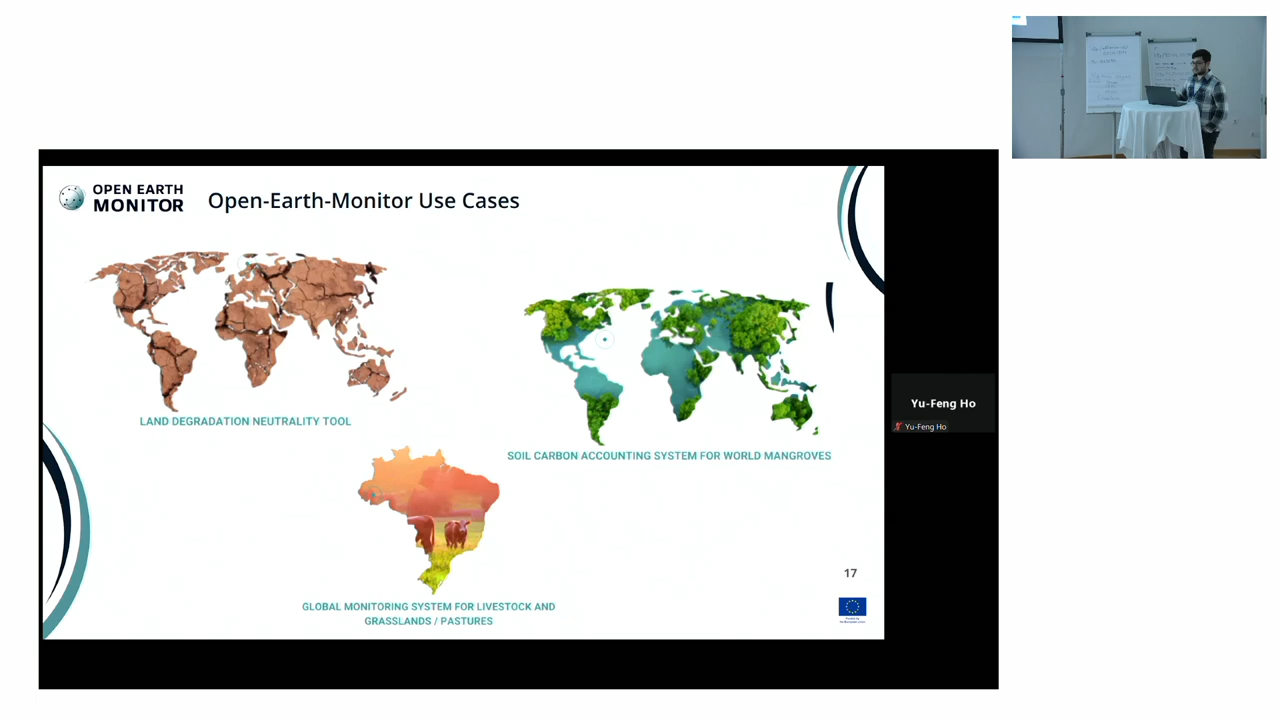 OPEN EARTH
MONITOR
Open-Earth-Monitor Use Cases
LAND DEGRADATION NEUTRALITY TOOL
SOIL CARBON ACCOUNTING SYSTEM FOR WORLD MANGROVES
GLOBAL MONITORING SYSTEM FOR LIVESTOCK AND
GRASSLANDS / PASTURES
17
Yu-Feng Ho
Yu-Feng Ho